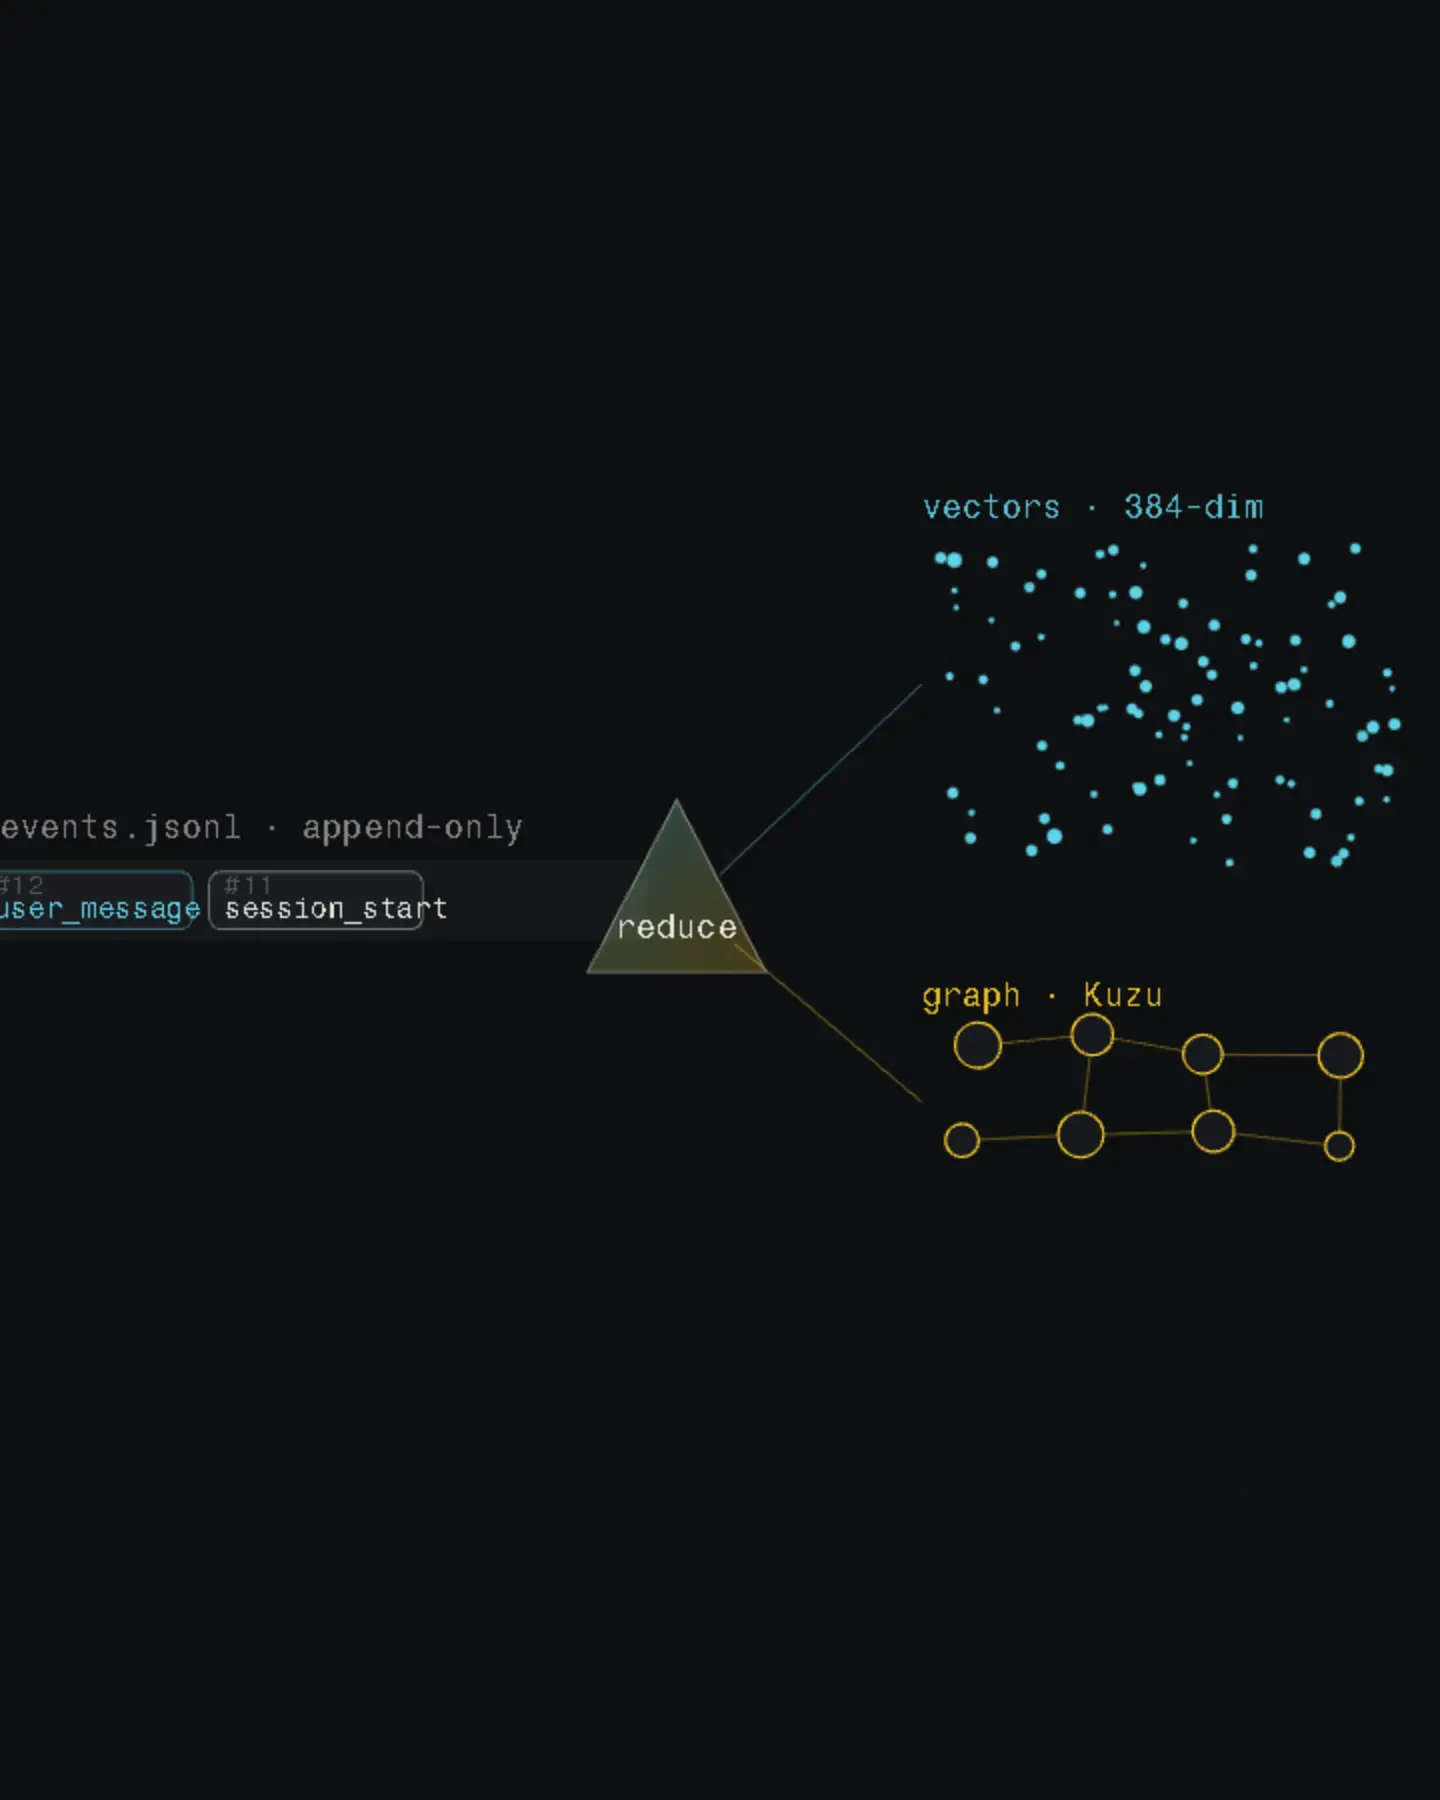 vectors · 384-dim
events.jsonl · append-only
#12
user_message
#11
session_start
reduce
graph · Kuzu